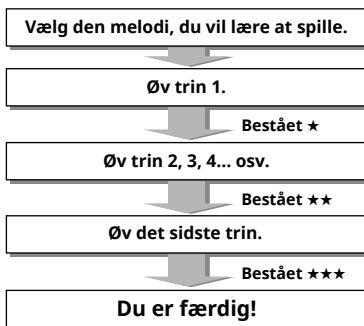 Vælg den melodi, du vil lære at spille.
Øv trin 1.
Bestået ★
Øv trin 2, 3, 4... osv.
Bestået ★★
Øv det sidste trin.
Bestået ★★★
Du er færdig!